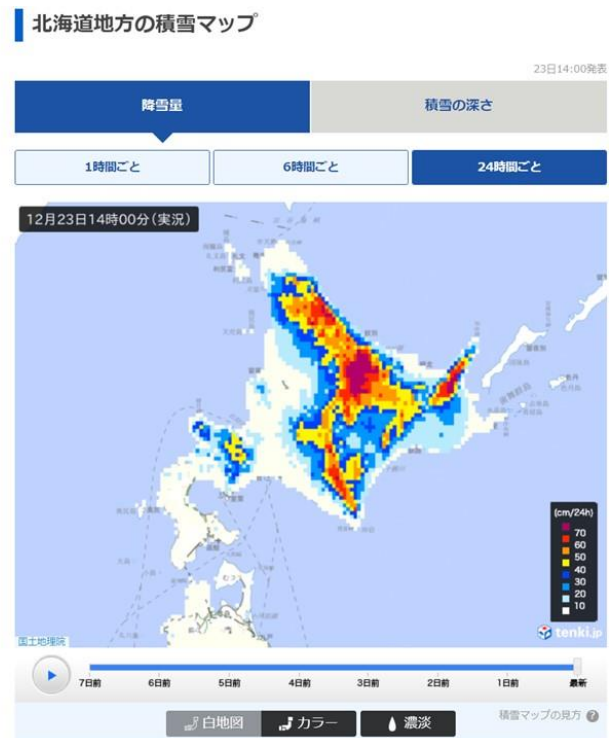 北海道地方の積雪マップ
23日14:00発表
降雪量
積雪の深さ
1時間ごと
6時間ごと
24時間ごと
12月23日14時00分(実況)
(cm/24h)
70
60
50
40
30
20
10
国土地理院
tenki.jp
7日前
6日前
5日前
4日前
3日前
2日前
1日前
最新
白地図
カラー
濃淡
積雪マップの見方 ?